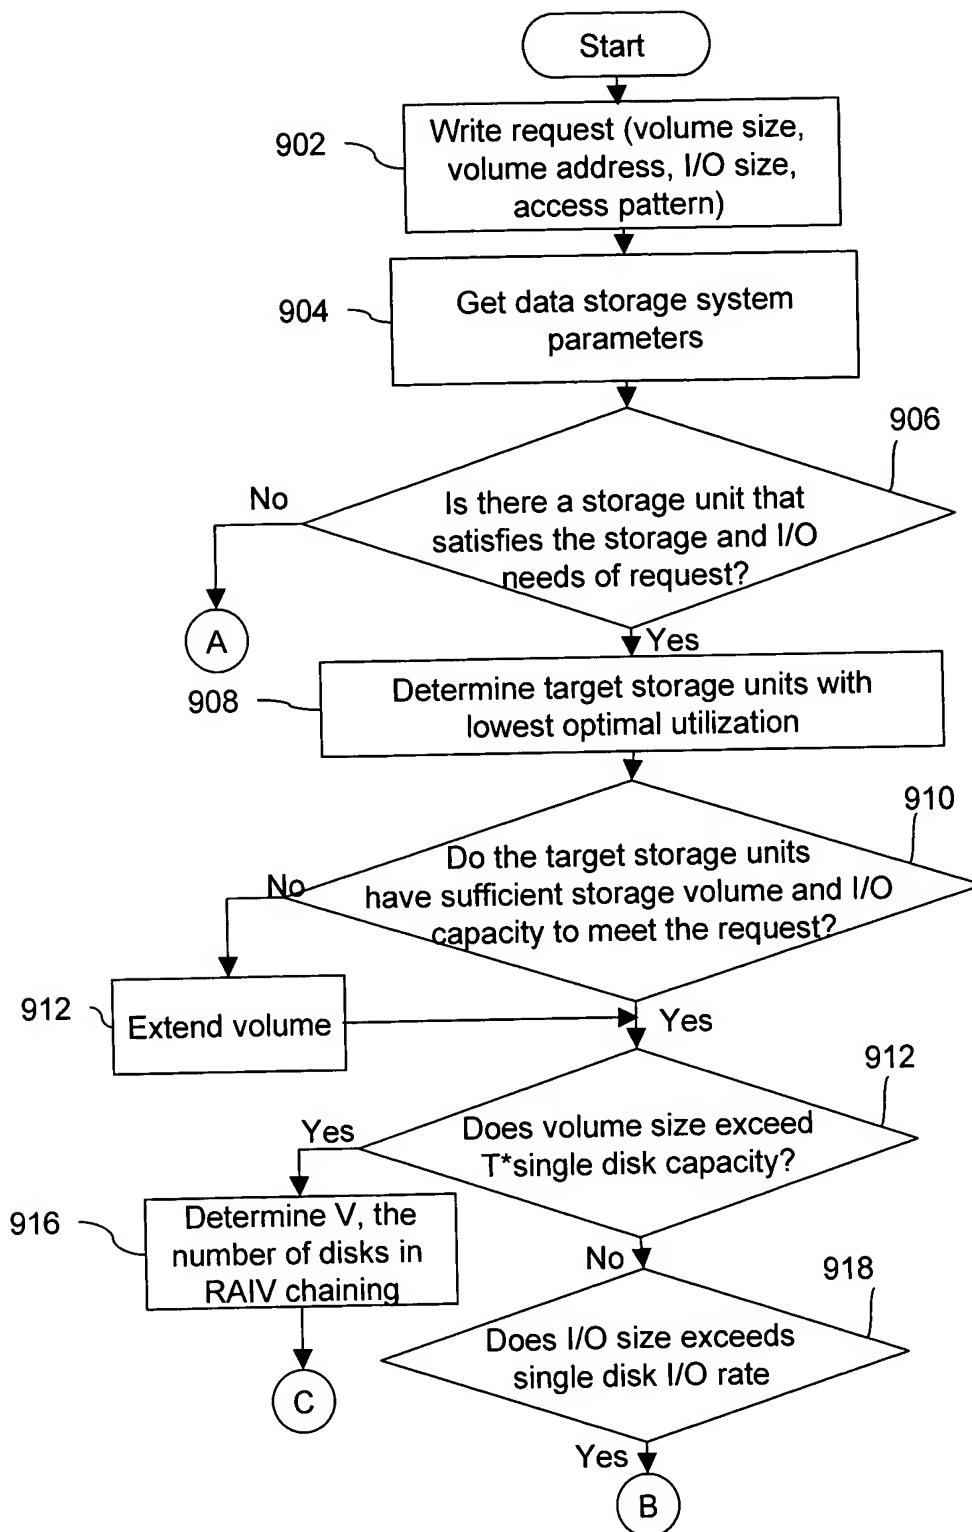 Start
902
Write request (volume size,
volume address, I/O size,
access pattern)
904
Get data storage system
parameters
906
No
Is there a storage unit that
satisfies the storage and I/O
needs of request?
A
Yes
908
Determine target storage units with
lowest optimal utilization
910
No
Do the target storage units
have sufficient storage volume and I/O
capacity to meet the request?
912
Extend volume
Yes
912
Yes
Does volume size exceed
T*single disk capacity?
916
Determine V, the
number of disks in
RAIV chaining
No
918
Does I/O size exceeds
single disk I/O rate
C
Yes
B